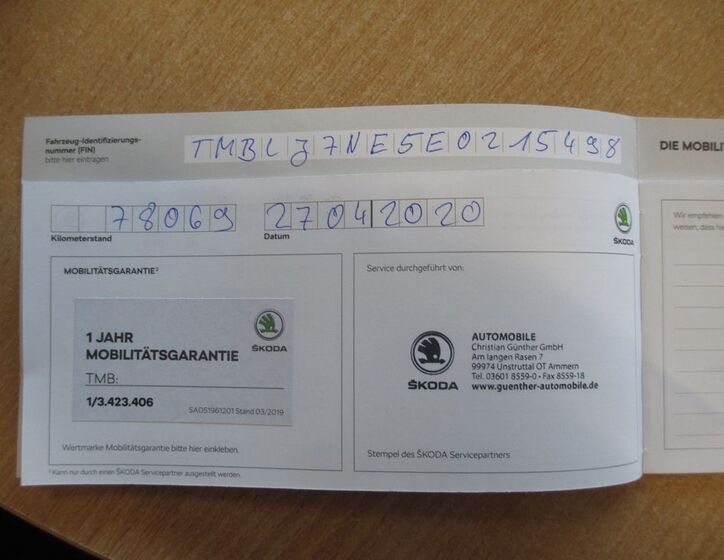 Fahrzeug-Identifizierungs-
nummer (FIN)
bitte hier eintragen
TMBLJ7NE5E0215498
DIE MOBILI
78069
Kilometerstand
27042020
Datum
ŠKODA
Wir empfehlen
weisen, dass hie
MOBILITÄTSGARANTIE²
1 JAHR
MOBILITÄTSGARANTIE
TMB:
1/3.423.406
SAD51961201 Stand 03/2019
ŠKODA
Wertmarke Mobilitätsgarantie bitte hier einkleben.
Service durchgeführt von:
ŠKODA
AUTOMOBILE
Christian Günther GmbH
Am langen Rasen 7
99974 Unstruttal OT Ammern
Tel. 03601 8559-0 • Fax 8559-18
www.guenther-automobile.de
Stempel des ŠKODA Servicepartners
² Kann nur durch einen ŠKODA Servicepartner ausgestellt werden.